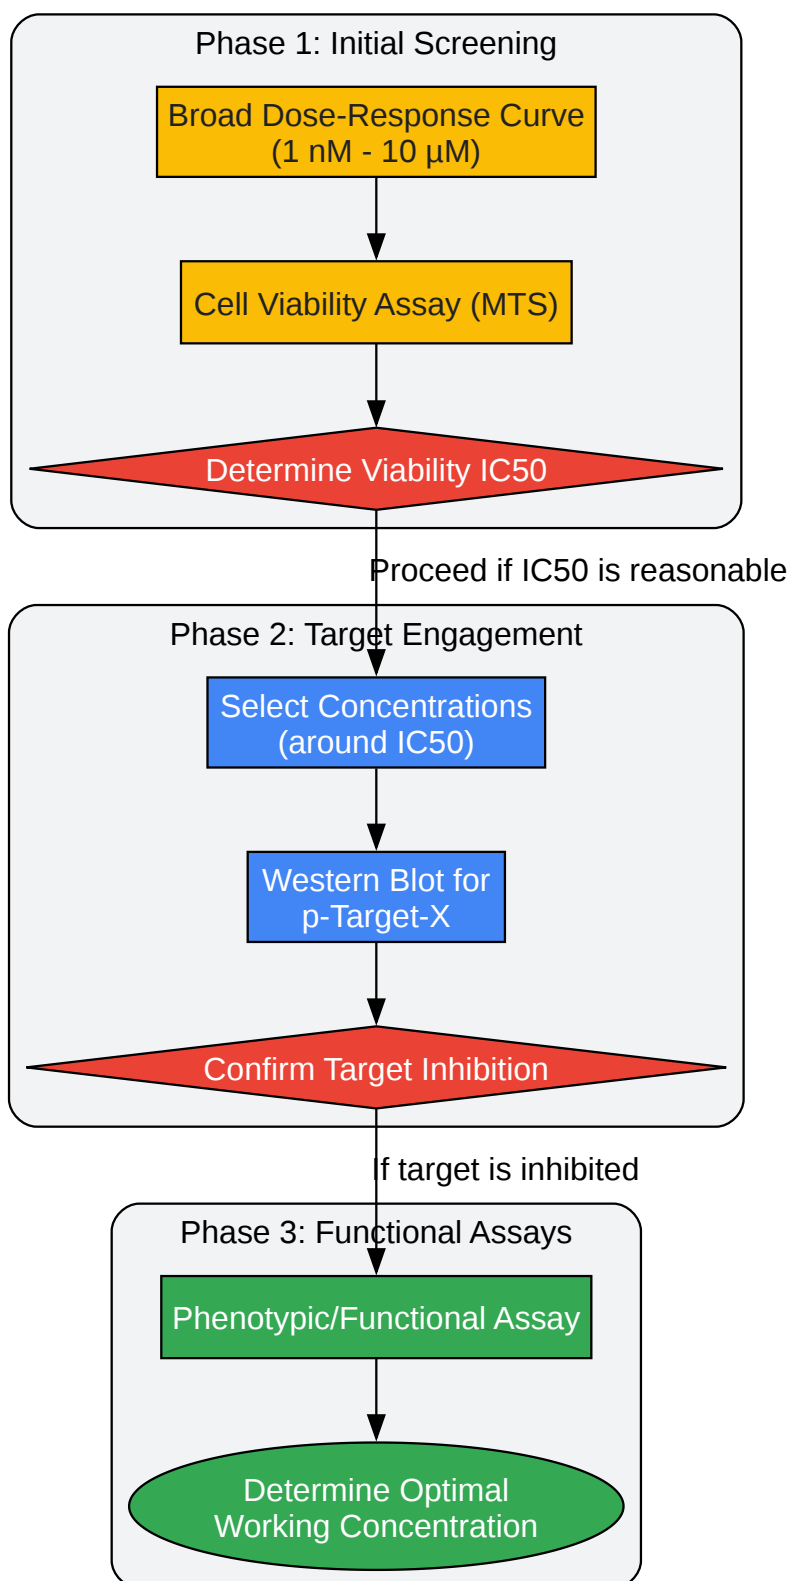 Phase 1: Initial Screening
Broad Dose-Response Curve
(1 nM - 10 µM)
Cell Viability Assay (MTS)
Determine Viability IC50
Proceed if IC50 is reasonable
Phase 2: Target Engagement
Select Concentrations
(around IC50)
Western Blot for
p-Target-X
Confirm Target Inhibition
If target is inhibited
Phase 3: Functional Assays
Phenotypic/Functional Assay
Determine Optimal
Working Concentration